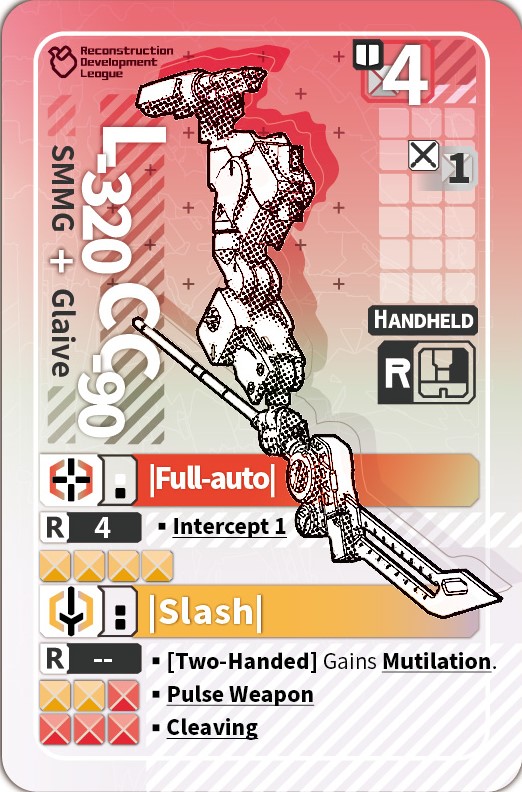 Reconstruction
Development
League
4
1
L-320 CC-90
SMMG + Glaive
HANDHELD
R
|Full-auto|
R 4
▪ Intercept 1
|Slash|
R --
▪ [Two-Handed] Gains Mutilation.
▪ Pulse Weapon
▪ Cleaving